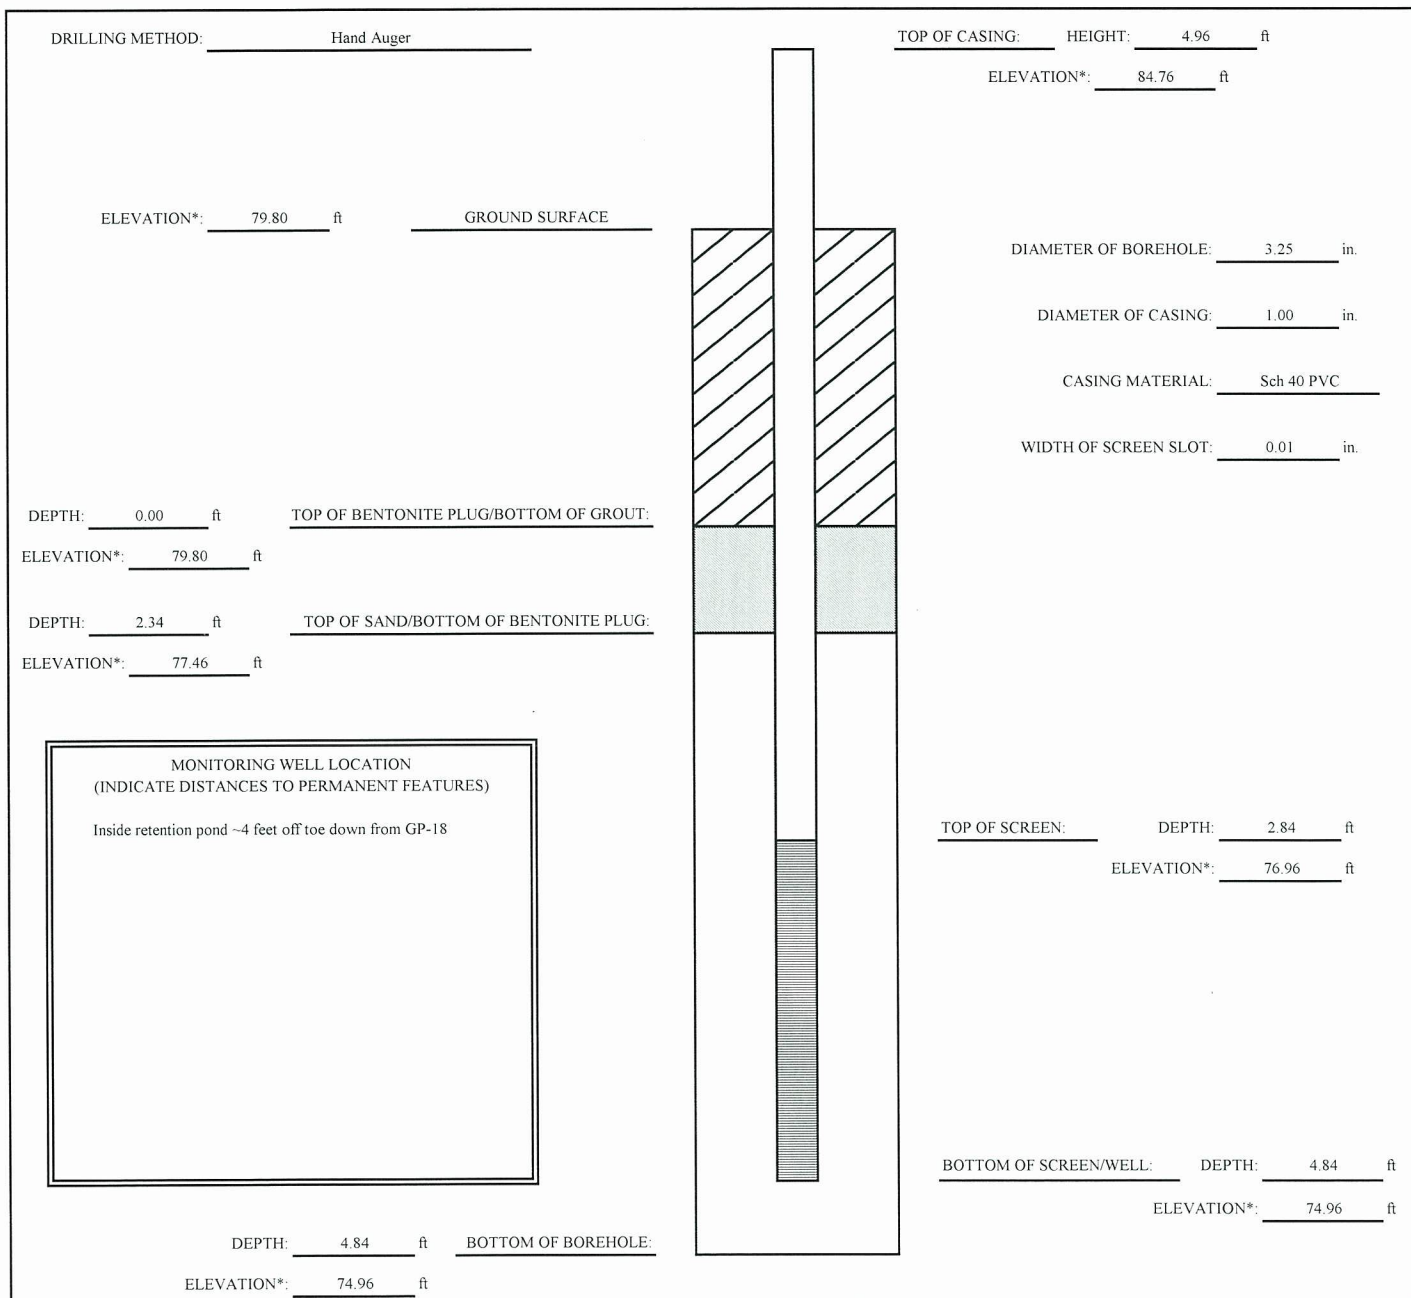 DRILLING METHOD: Hand Auger
TOP OF CASING: HEIGHT: 4.96 ft
ELEVATION*: 84.76 ft
ELEVATION*: 79.80 ft GROUND SURFACE
DIAMETER OF BOREHOLE: 3.25 in.
DIAMETER OF CASING: 1.00 in.
CASING MATERIAL: Sch 40 PVC
WIDTH OF SCREEN SLOT: 0.01 in.
DEPTH: 0.00 ft TOP OF BENTONITE PLUG/BOTTOM OF GROUT:
ELEVATION*: 79.80 ft
DEPTH: 2.34 ft TOP OF SAND/BOTTOM OF BENTONITE PLUG:
ELEVATION*: 77.46 ft
MONITORING WELL LOCATION
(INDICATE DISTANCES TO PERMANENT FEATURES)
Inside retention pond ~4 feet off toe down from GP-18
TOP OF SCREEN: DEPTH: 2.84 ft
ELEVATION*: 76.96 ft
BOTTOM OF SCREEN/WELL: DEPTH: 4.84 ft
ELEVATION*: 74.96 ft
DEPTH: 4.84 ft BOTTOM OF BOREHOLE:
ELEVATION*: 74.96 ft